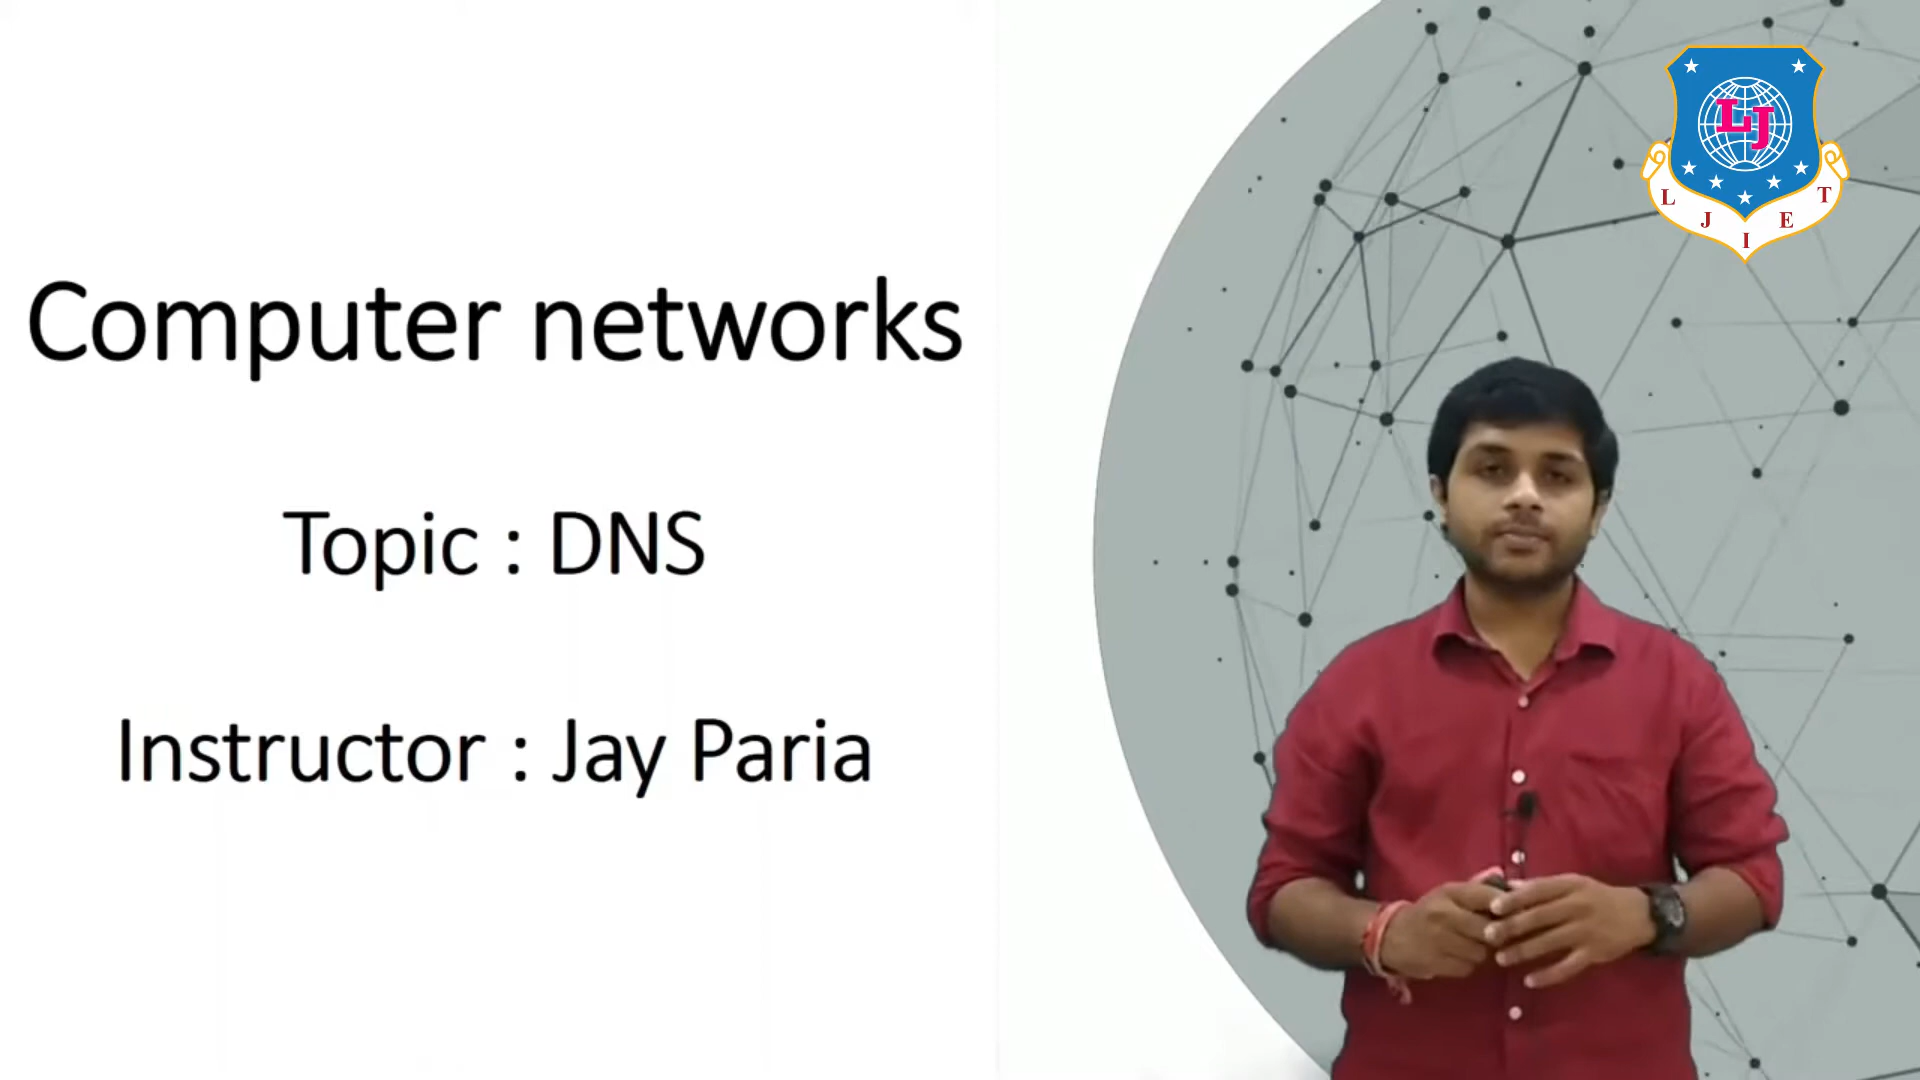 Computer networks
Topic : DNS
Instructor : Jay Paria
LJ
L J I E T